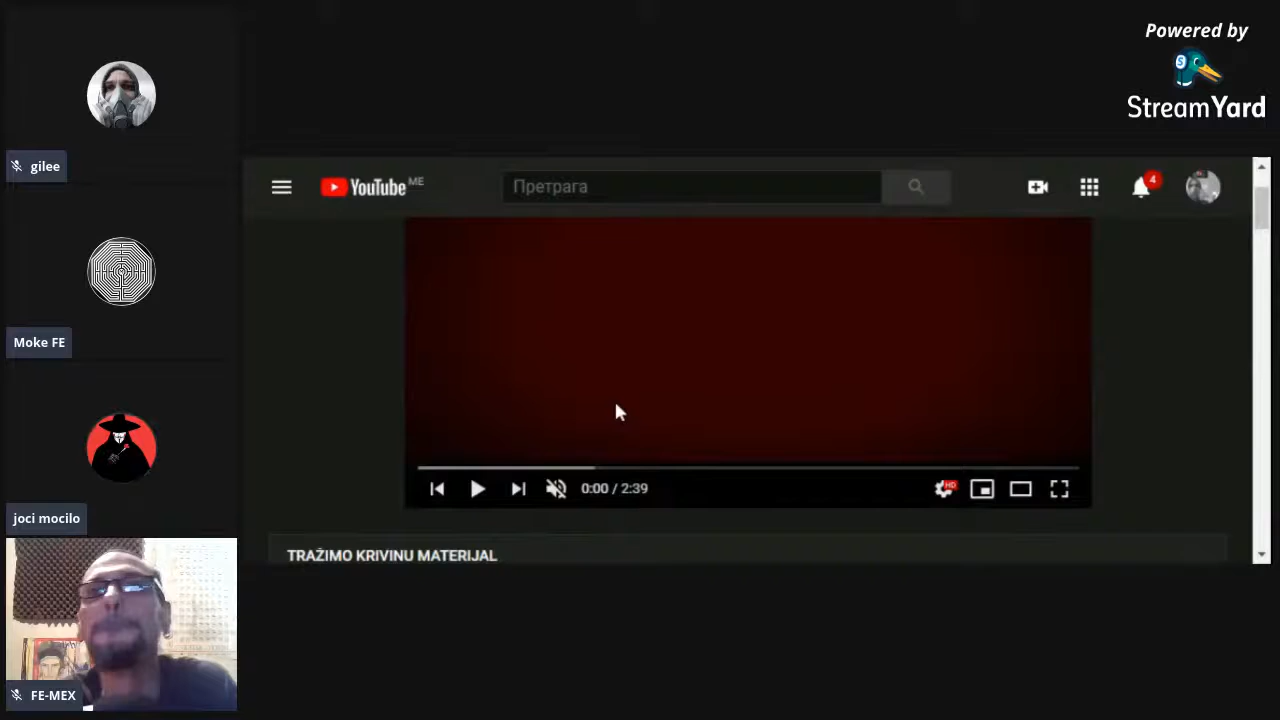 Powered by
StreamYard
gilee
YouTube ME
Претрага
4
Moke FE
joci mocilo
0:00 / 2:39
HD
TRAŽIMO KRIVINU MATERIJAL
FE-MEX